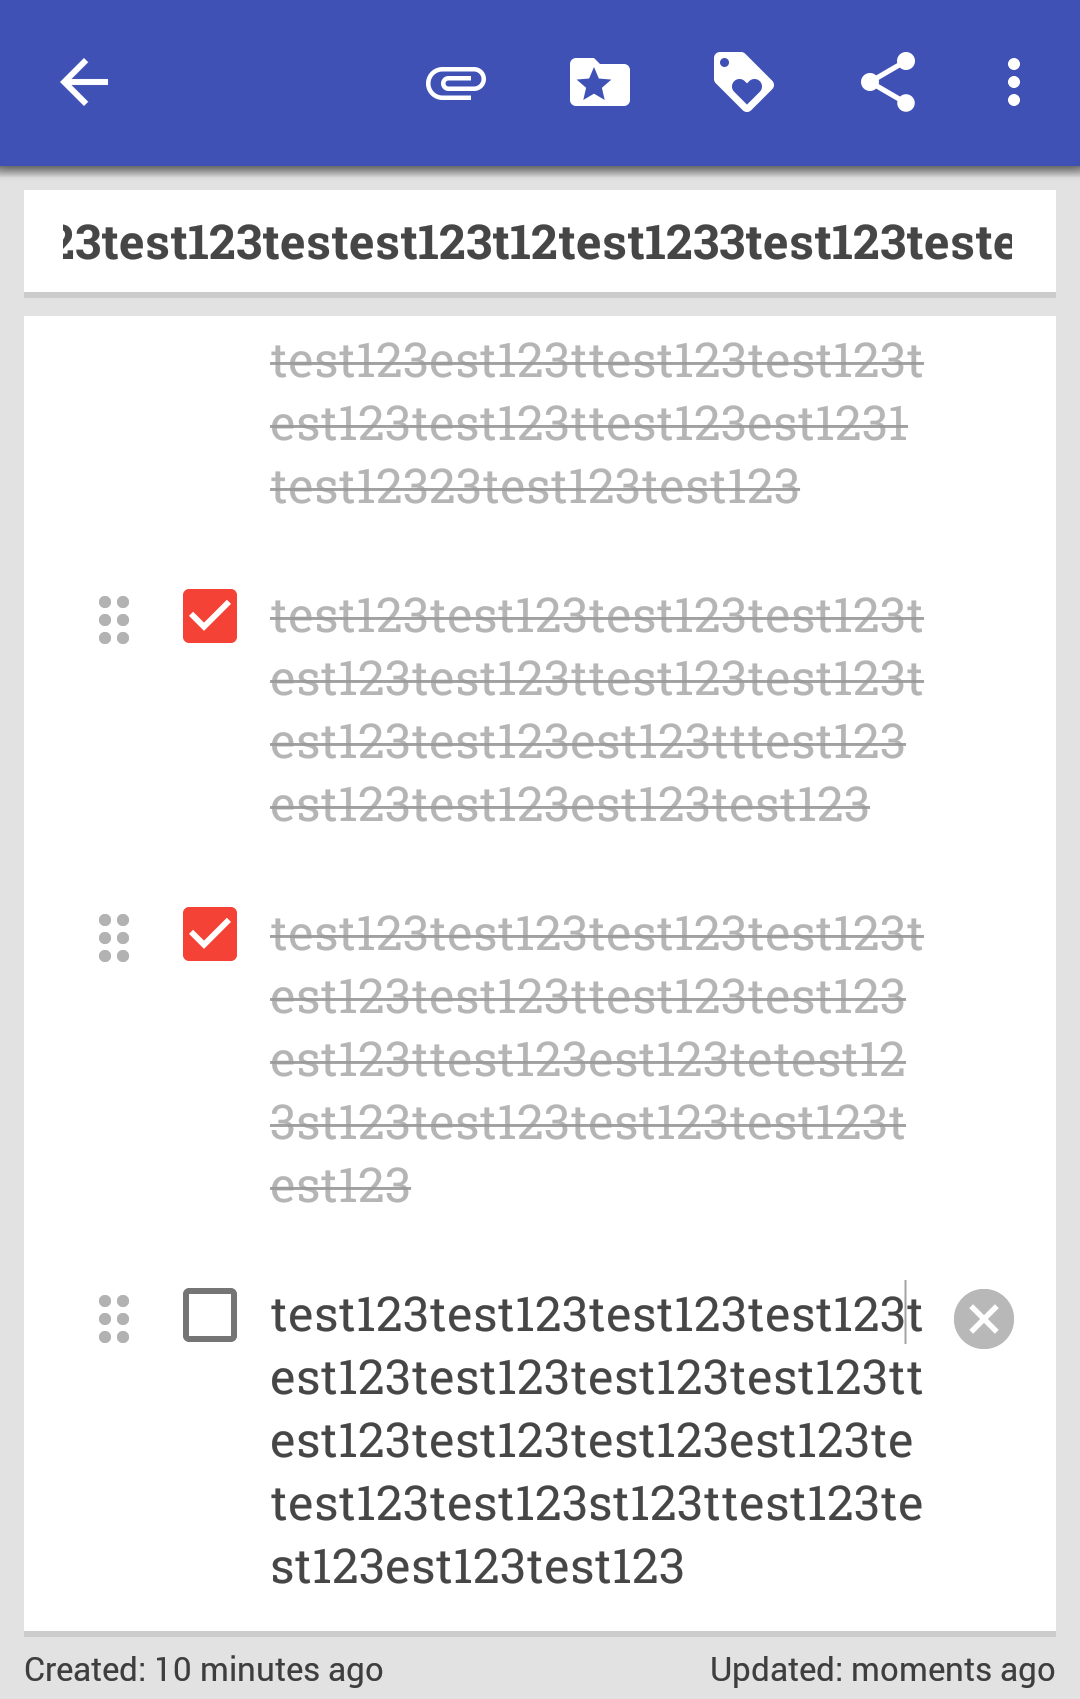 23test123testest123t12test1233test123teste
test123est123ttest123test123t
est123test123ttest123est1231
test12323test123test123
test123test123test123test123t
est123test123ttest123test123t
est123test123est123tttest123
est123test123est123test123
test123test123test123test123t
est123test123ttest123test123
est123ttest123est123tetest12
3st123test123test123test123t
est123
test123test123test123test123t
est123test123test123test123tt
est123test123test123est123te
test123test123st123ttest123te
st123est123test123
Created: 10 minutes ago
Updated: moments ago